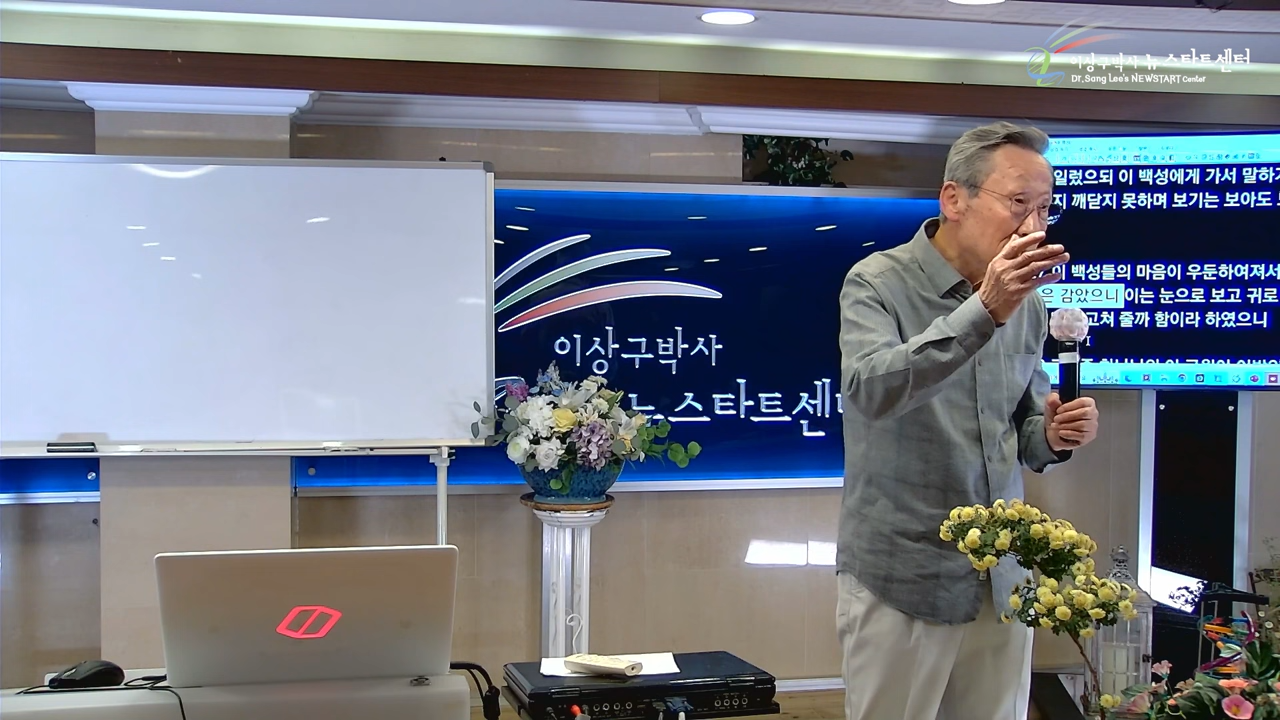 이상구박사 뉴스타트센터
Dr. Sang Lee's NEWSTART Center
일렀으되 이 백성에게 가서 말하기
지 깨닫지 못하며 보기는 보아도
이 백성들의 마음이 우둔하여져서
은 감았으니 이는 눈으로 보고 귀로
고쳐 줄까 함이라 하였으니
이상구박사
뉴스타트센